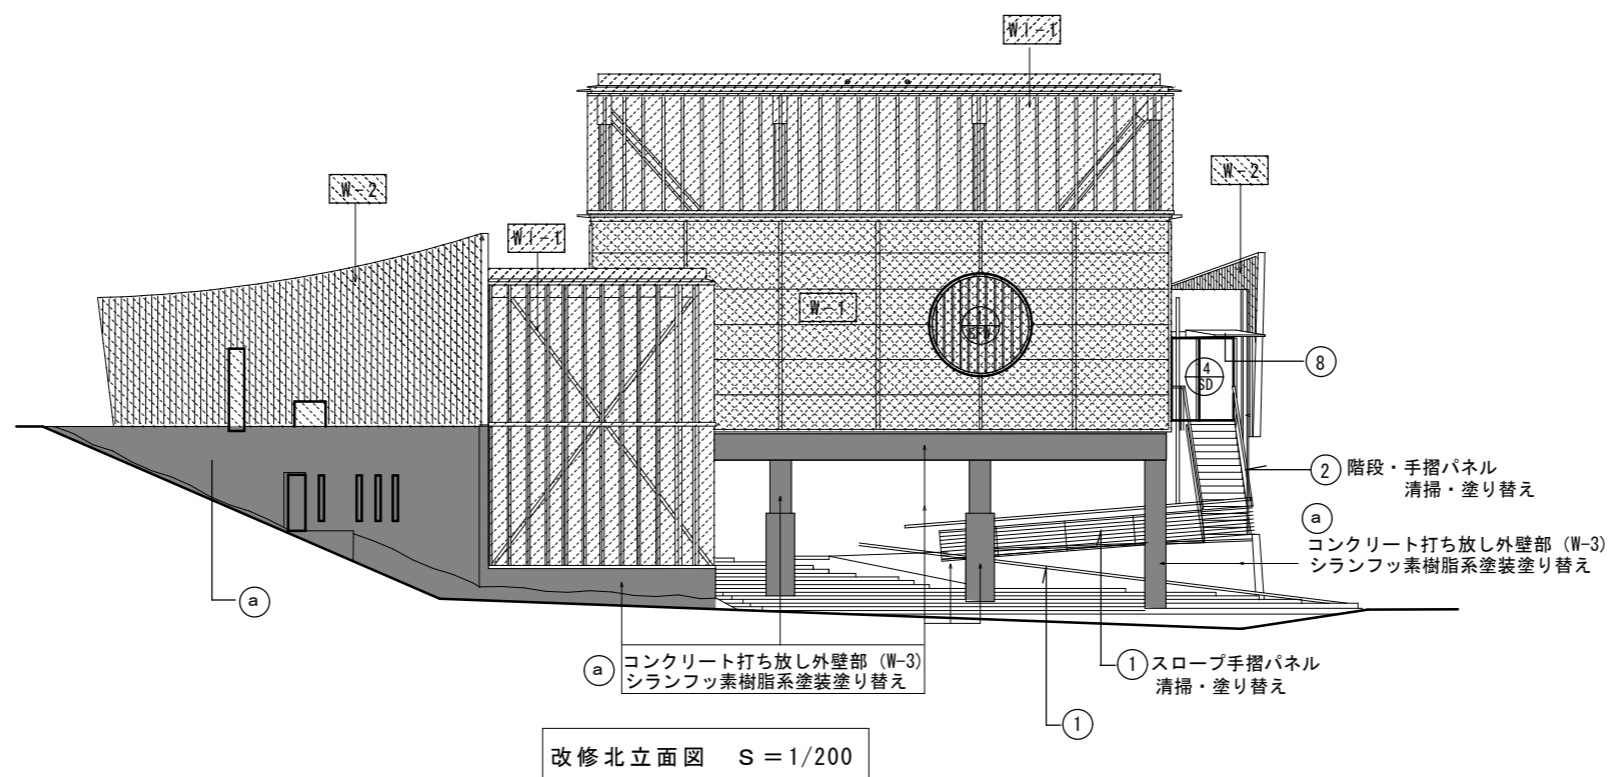 W1-1
W-2
W-2
W1-1
W-1
8
4
SD
2 階段・手摺パネル
清掃・塗り替え
a
コンクリート打ち放し外壁部 (W-3)
シランフッ素樹脂系塗装塗り替え
a
a コンクリート打ち放し外壁部 (W-3)
シランフッ素樹脂系塗装塗り替え
1 スロープ手摺パネル
清掃・塗り替え
1
改修北立面図 S=1/200